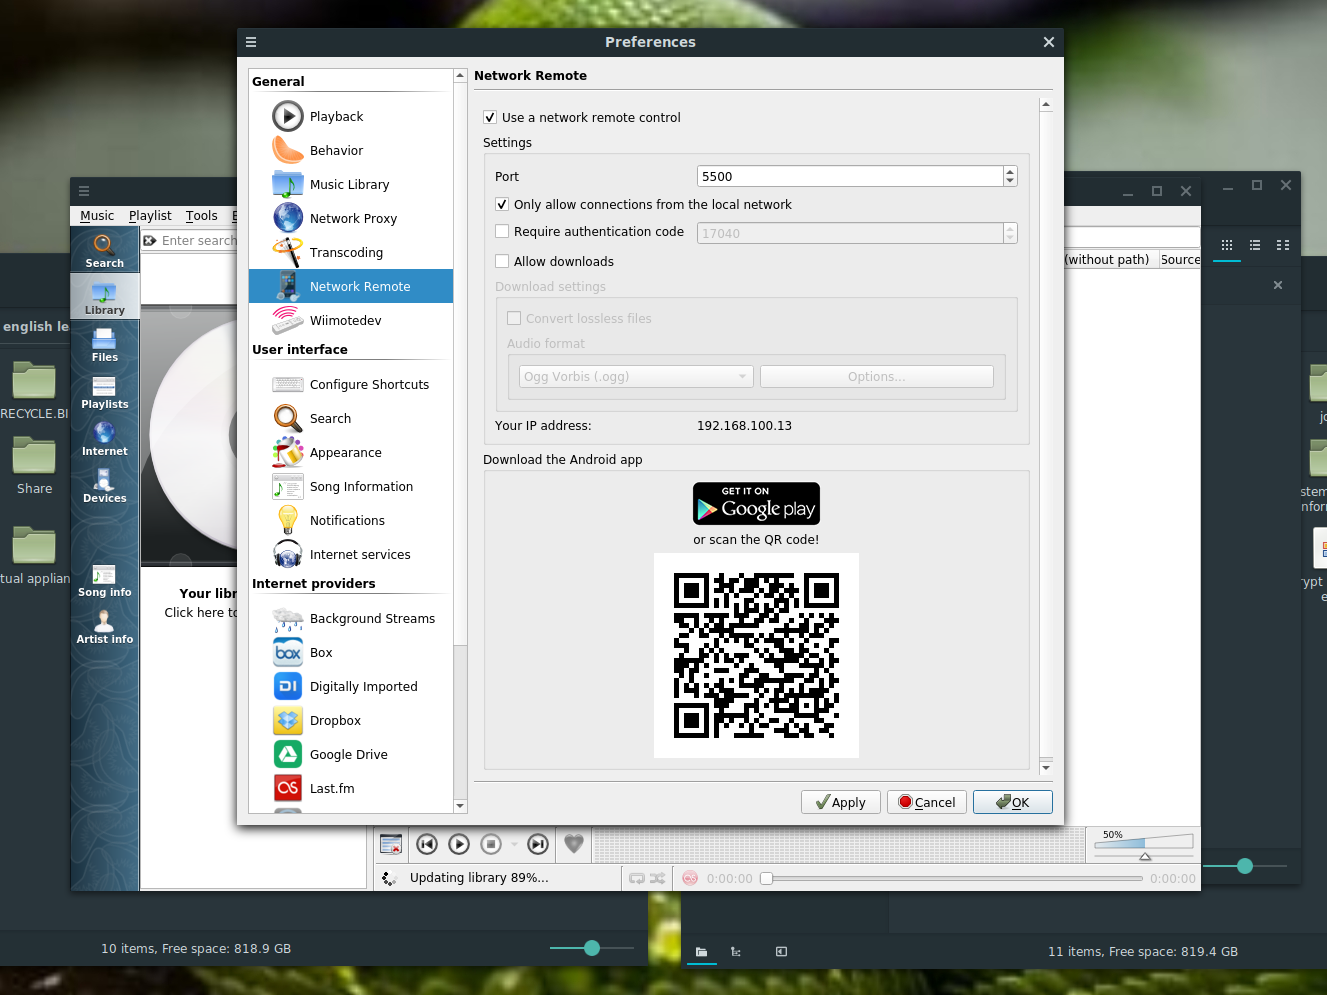 Preferences
General
Playback
Behavior
Music Library
Network Proxy
Transcoding
Network Remote
Wiimotedev
User interface
Configure Shortcuts
Search
Appearance
Song Information
Notifications
Internet services
Internet providers
Background Streams
Box
Digitally Imported
Dropbox
Google Drive
Last.fm
Network Remote
Use a network remote control
Settings
Port 5500
Only allow connections from the local network
Require authentication code 17040
Allow downloads
Download settings
Convert lossless files
Audio format
Ogg Vorbis (.ogg) Options...
Your IP address: 192.168.100.13
Download the Android app
GET IT ON
Google play
or scan the QR code!
Apply Cancel OK
Music Playlist Tools E
Enter search
(without path) Source
Search
Library
Files
Playlists
Internet
Devices
Song info
Artist info
Your libr
Click here to
50%
Updating library 89%...
0:00:00 0:00:00
english le
RECYCLE.BI
Share
tual applian
10 items, Free space: 818.9 GB
jo
stem
nfor
rypt
e
11 items, Free space: 819.4 GB